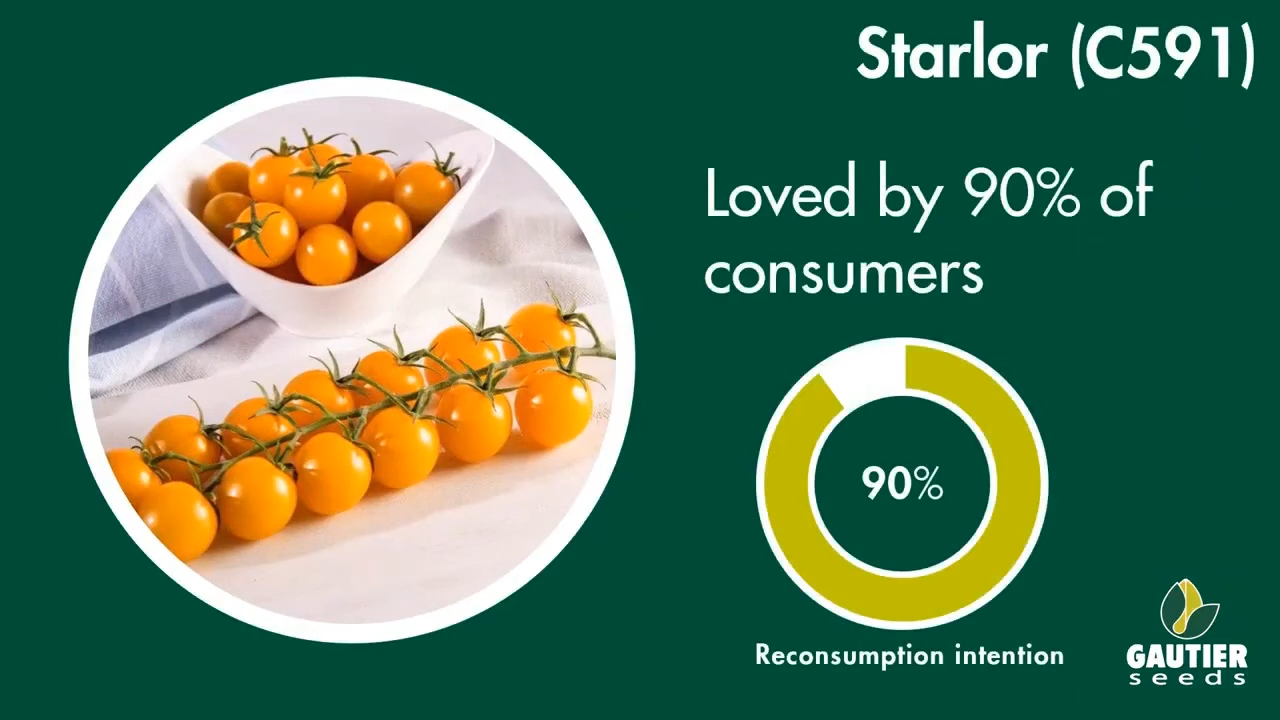 Starlor (C591)
Loved by 90% of
consumers
90%
Reconsumption intention
GAUTIER
seeds